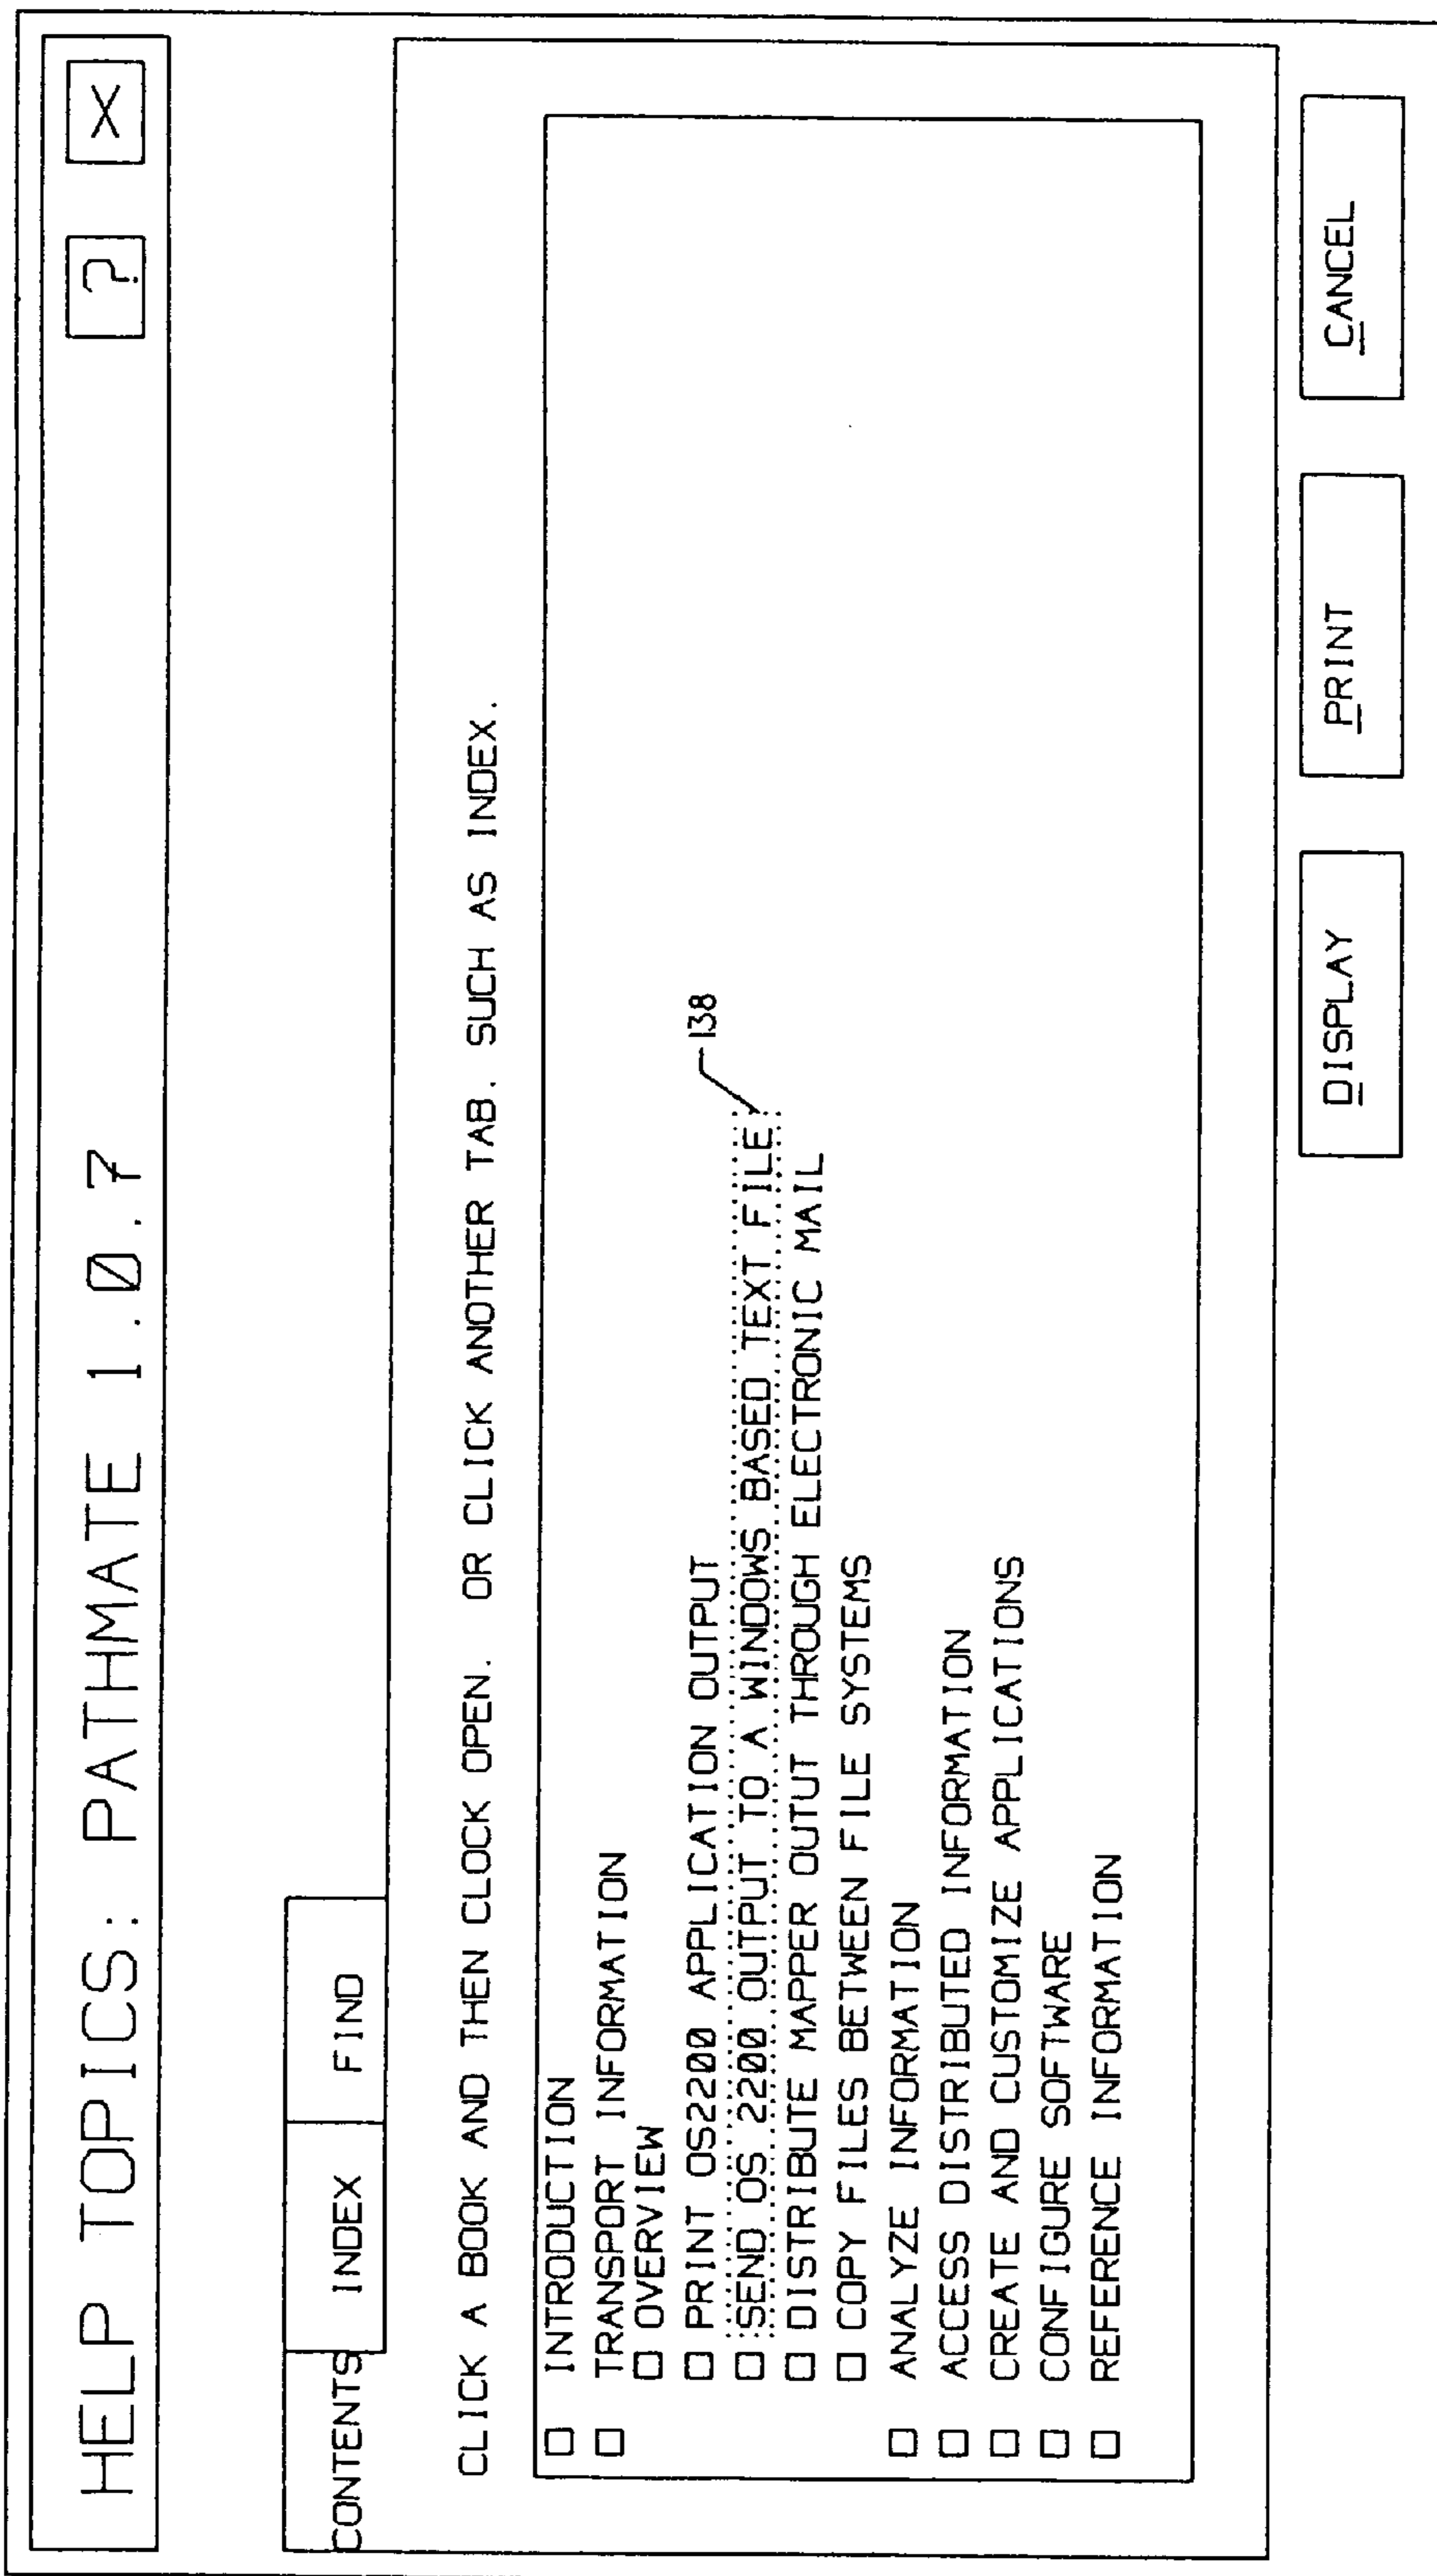 HELP TOPICS: PATHMATE 1.0.7
? X
CONTENTS INDEX FIND
CLICK A BOOK AND THEN CLOCK OPEN. OR CLICK ANOTHER TAB. SUCH AS INDEX.
INTRODUCTION
TRANSPORT INFORMATION
OVERVIEW
PRINT OS2200 APPLICATION OUTPUT
138
SEND OS 2200 OUTPUT TO A WINDOWS BASED TEXT FILE
DISTRIBUTE MAPPER OUTUT THROUGH ELECTRONIC MAIL
COPY FILES BETWEEN FILE SYSTEMS
ANALYZE INFORMATION
ACCESS DISTRIBUTED INFORMATION
CREATE AND CUSTOMIZE APPLICATIONS
CONFIGURE SOFTWARE
REFERENCE INFORMATION
DISPLAY PRINT CANCEL